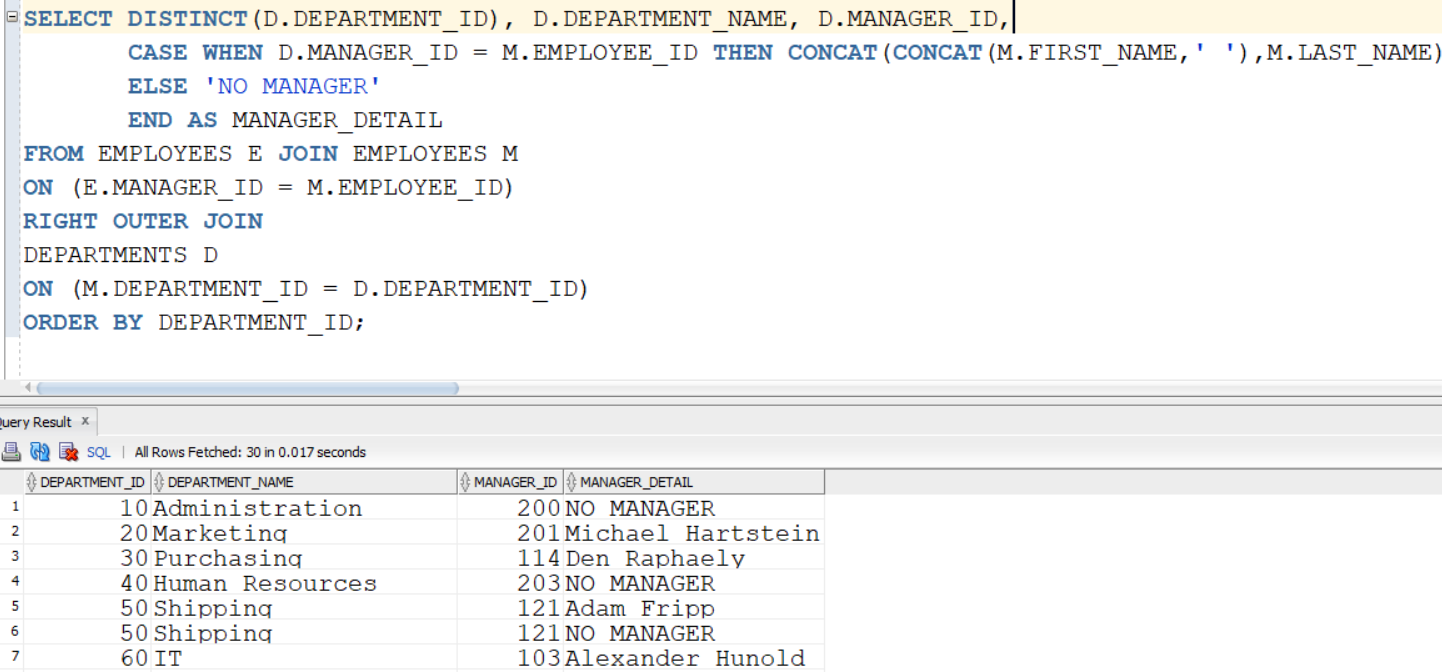 SELECT DISTINCT(D.DEPARTMENT_ID), D.DEPARTMENT_NAME, D.MANAGER_ID,
CASE WHEN D.MANAGER_ID = M.EMPLOYEE_ID THEN CONCAT(CONCAT(M.FIRST_NAME,' '),M.LAST_NAME)
ELSE 'NO MANAGER'
END AS MANAGER_DETAIL
FROM EMPLOYEES E JOIN EMPLOYEES M
ON (E.MANAGER_ID = M.EMPLOYEE_ID)
RIGHT OUTER JOIN
DEPARTMENTS D
ON (M.DEPARTMENT_ID = D.DEPARTMENT_ID)
ORDER BY DEPARTMENT_ID;
Query Result x
SQL | All Rows Fetched: 30 in 0.017 seconds
DEPARTMENT_ID DEPARTMENT_NAME MANAGER_ID MANAGER_DETAIL
1 10 Administration 200 NO MANAGER
2 20 Marketing 201 Michael Hartstein
3 30 Purchasing 114 Den Raphaely
4 40 Human Resources 203 NO MANAGER
5 50 Shipping 121 Adam Fripp
6 50 Shipping 121 NO MANAGER
7 60 IT 103 Alexander Hunold